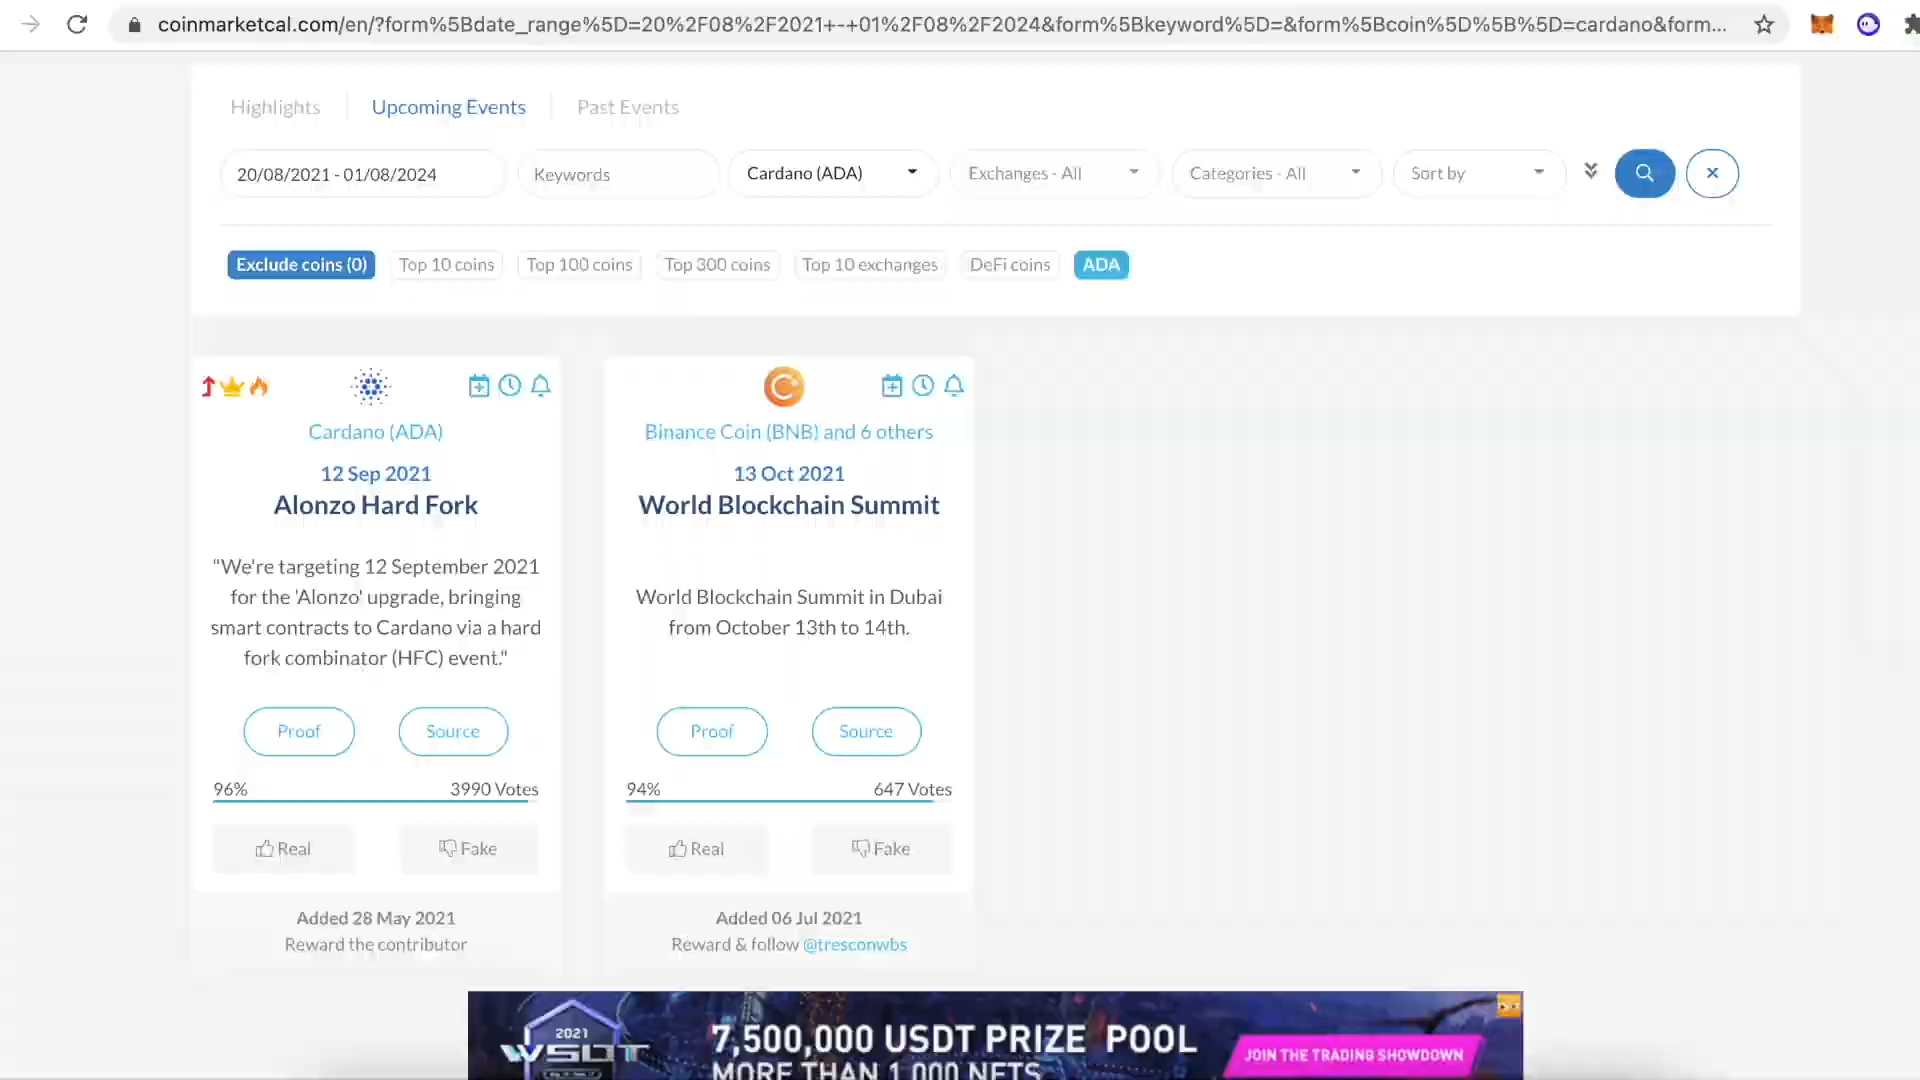 coinmarketcal.com/en/?form%5Bdate_range%5D=20%2F08%2F2021+-+01%2F08%2F2024&form%5Bkeyword%5D=&form%5Bcoin%5D%5B%5D=cardano&form...
Highlights Upcoming Events Past Events
20/08/2021 - 01/08/2024 Keywords Cardano (ADA) Exchanges - All Categories - All Sort by
Exclude coins (0) Top 10 coins Top 100 coins Top 300 coins Top 10 exchanges DeFi coins ADA
Cardano (ADA)
12 Sep 2021
Alonzo Hard Fork
"We're targeting 12 September 2021
for the 'Alonzo' upgrade, bringing
smart contracts to Cardano via a hard
fork combinator (HFC) event."
Proof Source
96% 3990 Votes
Real Fake
Added 28 May 2021
Reward the contributor
Binance Coin (BNB) and 6 others
13 Oct 2021
World Blockchain Summit
World Blockchain Summit in Dubai
from October 13th to 14th.
Proof Source
94% 647 Votes
Real Fake
Added 06 Jul 2021
Reward & follow @tresconwbs
2021
WSOT
7,500,000 USDT PRIZE POOL
MORE THAN 1,000 NFTS
JOIN THE TRADING SHOWDOWN